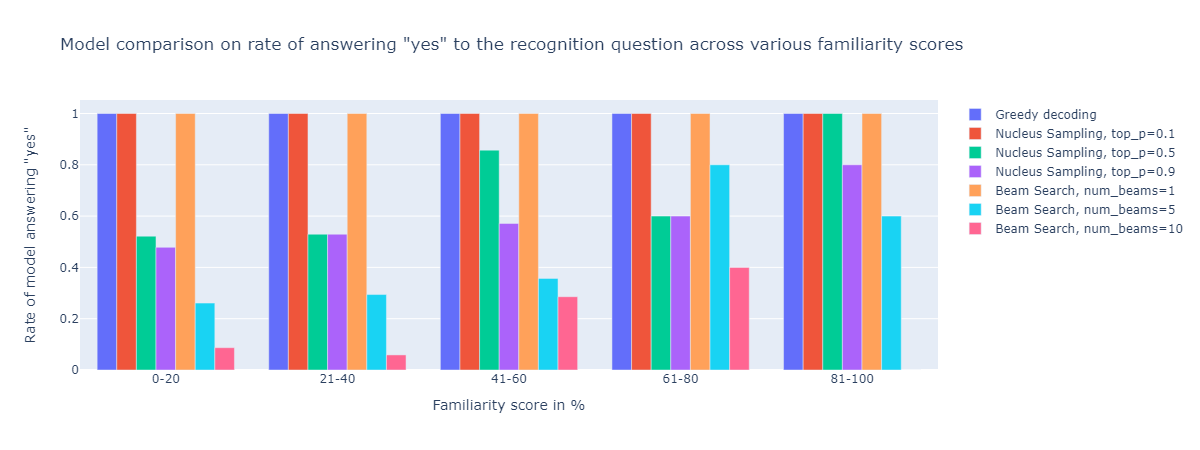 Model comparison on rate of answering "yes" to the recognition question across various familiarity scores
Rate of model answering "yes"
1
0.8
0.6
0.4
0.2
0
0-20
21-40
41-60
61-80
81-100
Familiarity score in %
Greedy decoding
Nucleus Sampling, top_p=0.1
Nucleus Sampling, top_p=0.5
Nucleus Sampling, top_p=0.9
Beam Search, num_beams=1
Beam Search, num_beams=5
Beam Search, num_beams=10